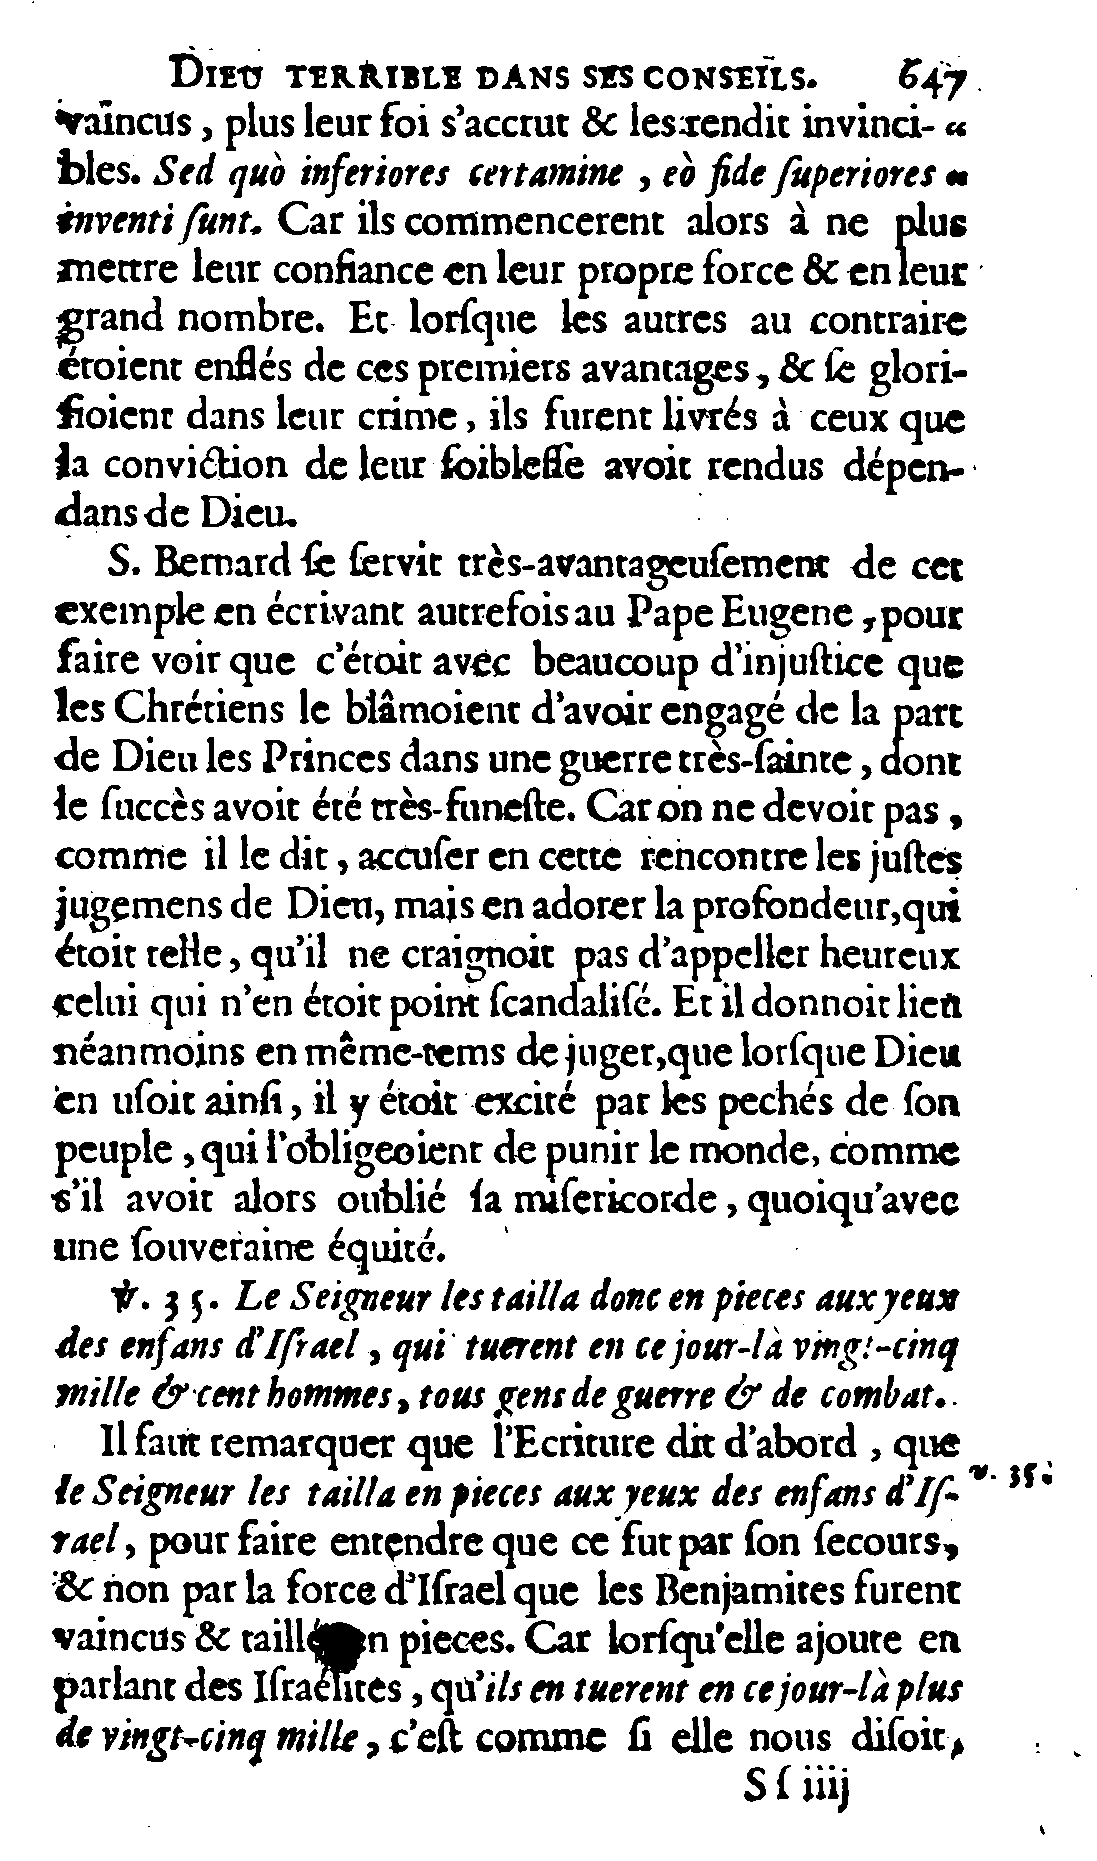 DIEU TERRIBLE DANS SES CONSEILS. 647
vaincus, plus leur foi s'accrut & les rendit invinci- “
bles. Sed quò inferiores certamine, eò fide ſuperiores “
inventi ſunt. Car ils commencerent alors à ne plus
mettre leur confiance en leur propre force & en leur
grand nombre. Et lorſque les autres au contraire
étoient enflés de ces premiers avantages, & ſe glori-
fioient dans leur crime, ils furent livrés à ceux que
la conviction de leur foibleſſe avoit rendus dépen-
dans de Dieu.
S. Bernard ſe ſervit très-avantageuſement de cet
exemple en écrivant autrefois au Pape Eugene, pour
faire voir que c'étoit avec beaucoup d'injuſtice que
les Chrétiens le blâmoient d'avoir engagé de la part
de Dieu les Princes dans une guerre très-ſainte, dont
le ſuccès avoit été très-funeſte. Car on ne devoit pas,
comme il le dit, accuſer en cette rencontre les juſtes
jugemens de Dieu, mais en adorer la profondeur, qui
étoit telle, qu'il ne craignoit pas d'appeller heureux
celui qui n'en étoit point ſcandaliſé. Et il donnoit lieu
néanmoins en même-tems de juger, que lorſque Dieu
en uſoit ainſi, il y étoit excité par les pechés de ſon
peuple, qui l'obligeoient de punir le monde, comme
s'il avoit alors oublié ſa miſericorde, quoiqu'avec
une ſouveraine équité.
℣. 35. Le Seigneur les tailla donc en pieces aux yeux
des enfans d'Iſrael, qui tuerent en ce jour-là vingt-cinq
mille & cent hommes, tous gens de guerre & de combat.
Il faut remarquer que l'Ecriture dit d'abord, que
le Seigneur les tailla en pieces aux yeux des enfans d'Iſ- v. 35.
rael, pour faire entendre que ce fut par ſon ſecours,
& non par la force d'Iſrael que les Benjamites furent
vaincus & taillés en pieces. Car lorſqu'elle ajoute en
parlant des Iſraélites, qu'ils en tuerent en ce jour-là plus
de vingt-cinq mille, c'eſt comme ſi elle nous diſoit,
S ſ iiij